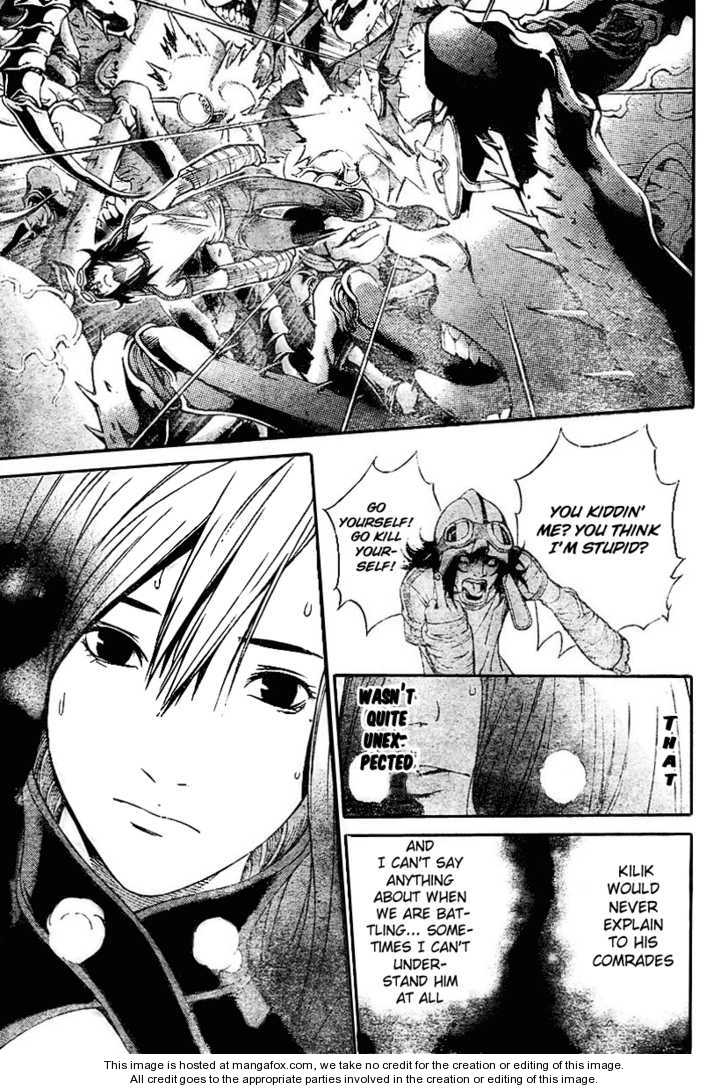 YOU KIDDIN'
ME? YOU THINK
I'M STUPID?
GO
YOURSELF!
GO KILL
YOUR-
SELF!
THAT
WASN'T
QUITE
UNEX-
PECTED
KILIK
WOULD
NEVER
EXPLAIN
TO HIS
COMRADES
AND
I CAN'T SAY
ANYTHING
ABOUT WHEN
WE ARE BAT-
TLING... SOME-
TIMES I CAN'T
UNDER-
STAND HIM
AT ALL
This image is hosted at mangafox.com, we take no credit for the creation or editing of this image.
All credit goes to the appropriate parties involved in the creation or editing of this image.